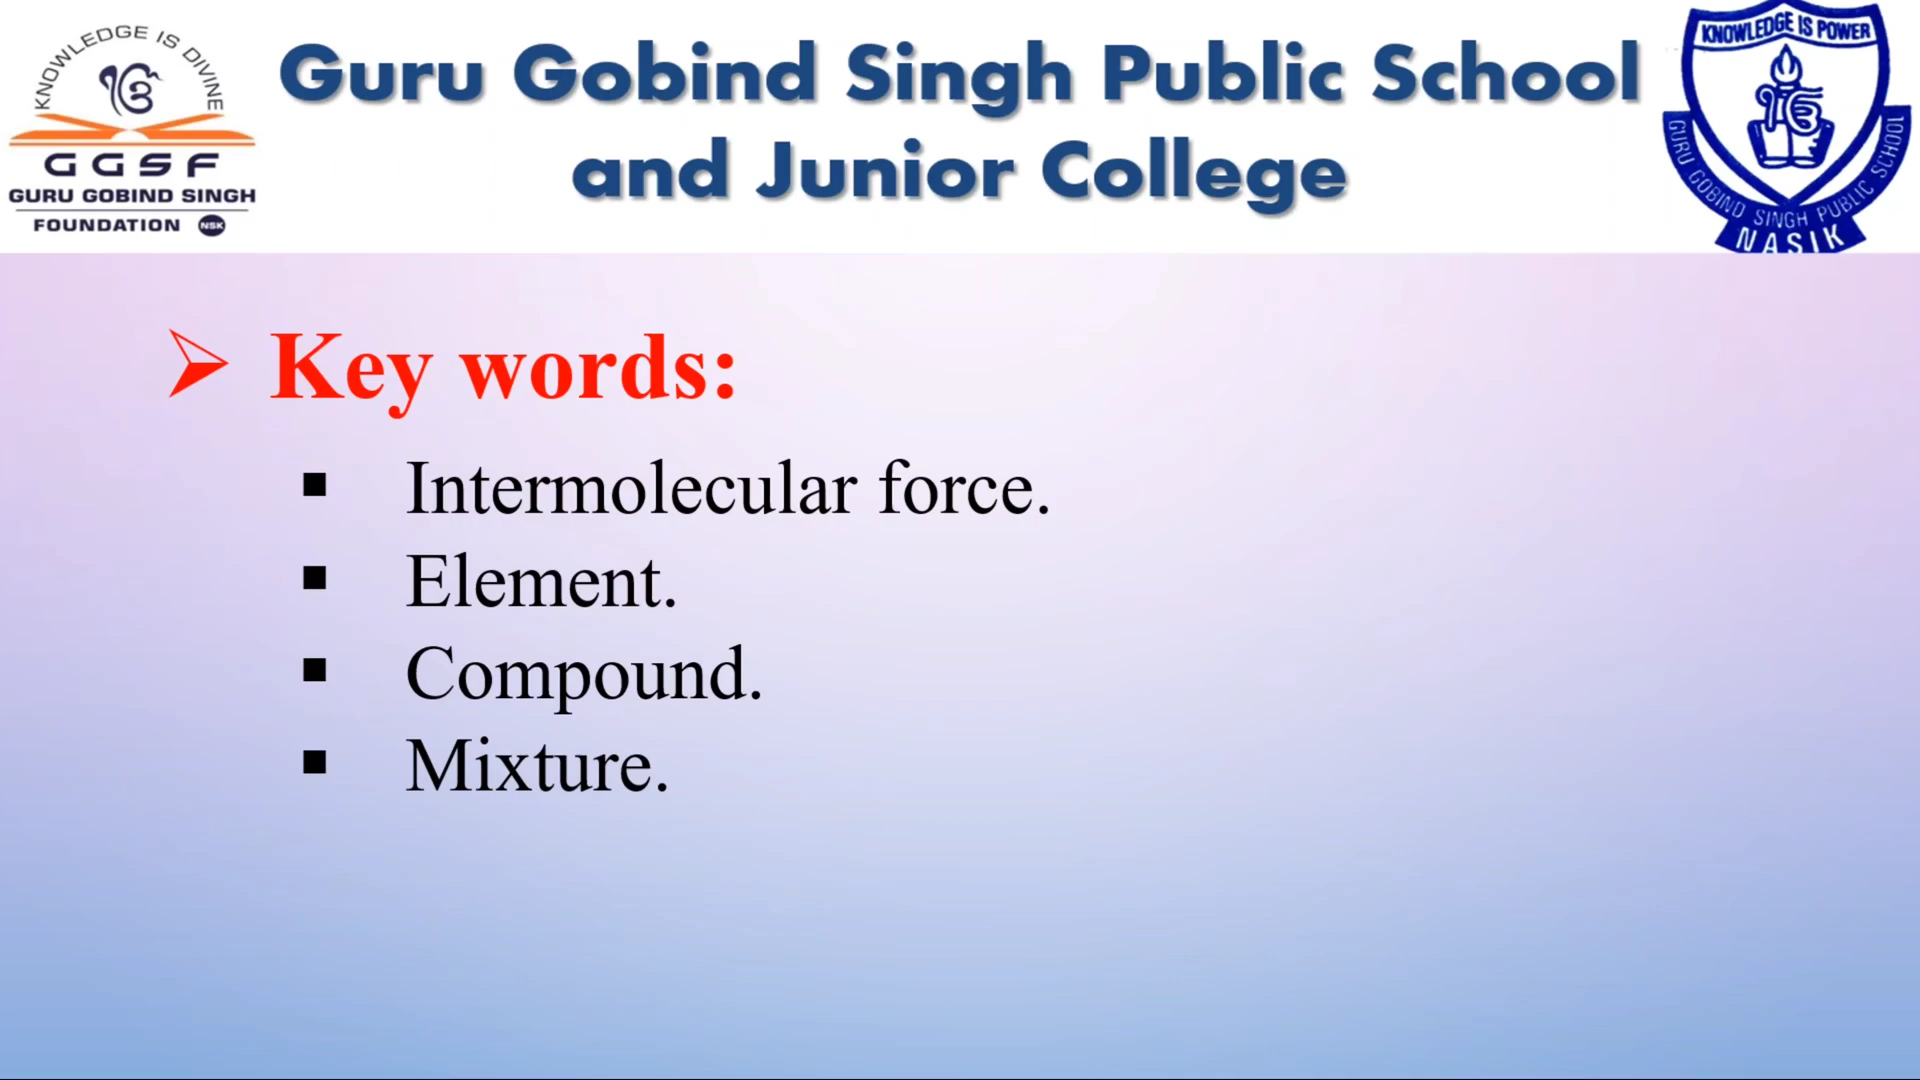 KNOWLEDGE IS DIVINE
GGSF
GURU GOBIND SINGH
FOUNDATION NSK
Guru Gobind Singh Public School
and Junior College
KNOWLEDGE IS POWER
GURU GOBIND SINGH PUBLIC SCHOOL
NASIK
Key words:
Intermolecular force.
Element.
Compound.
Mixture.